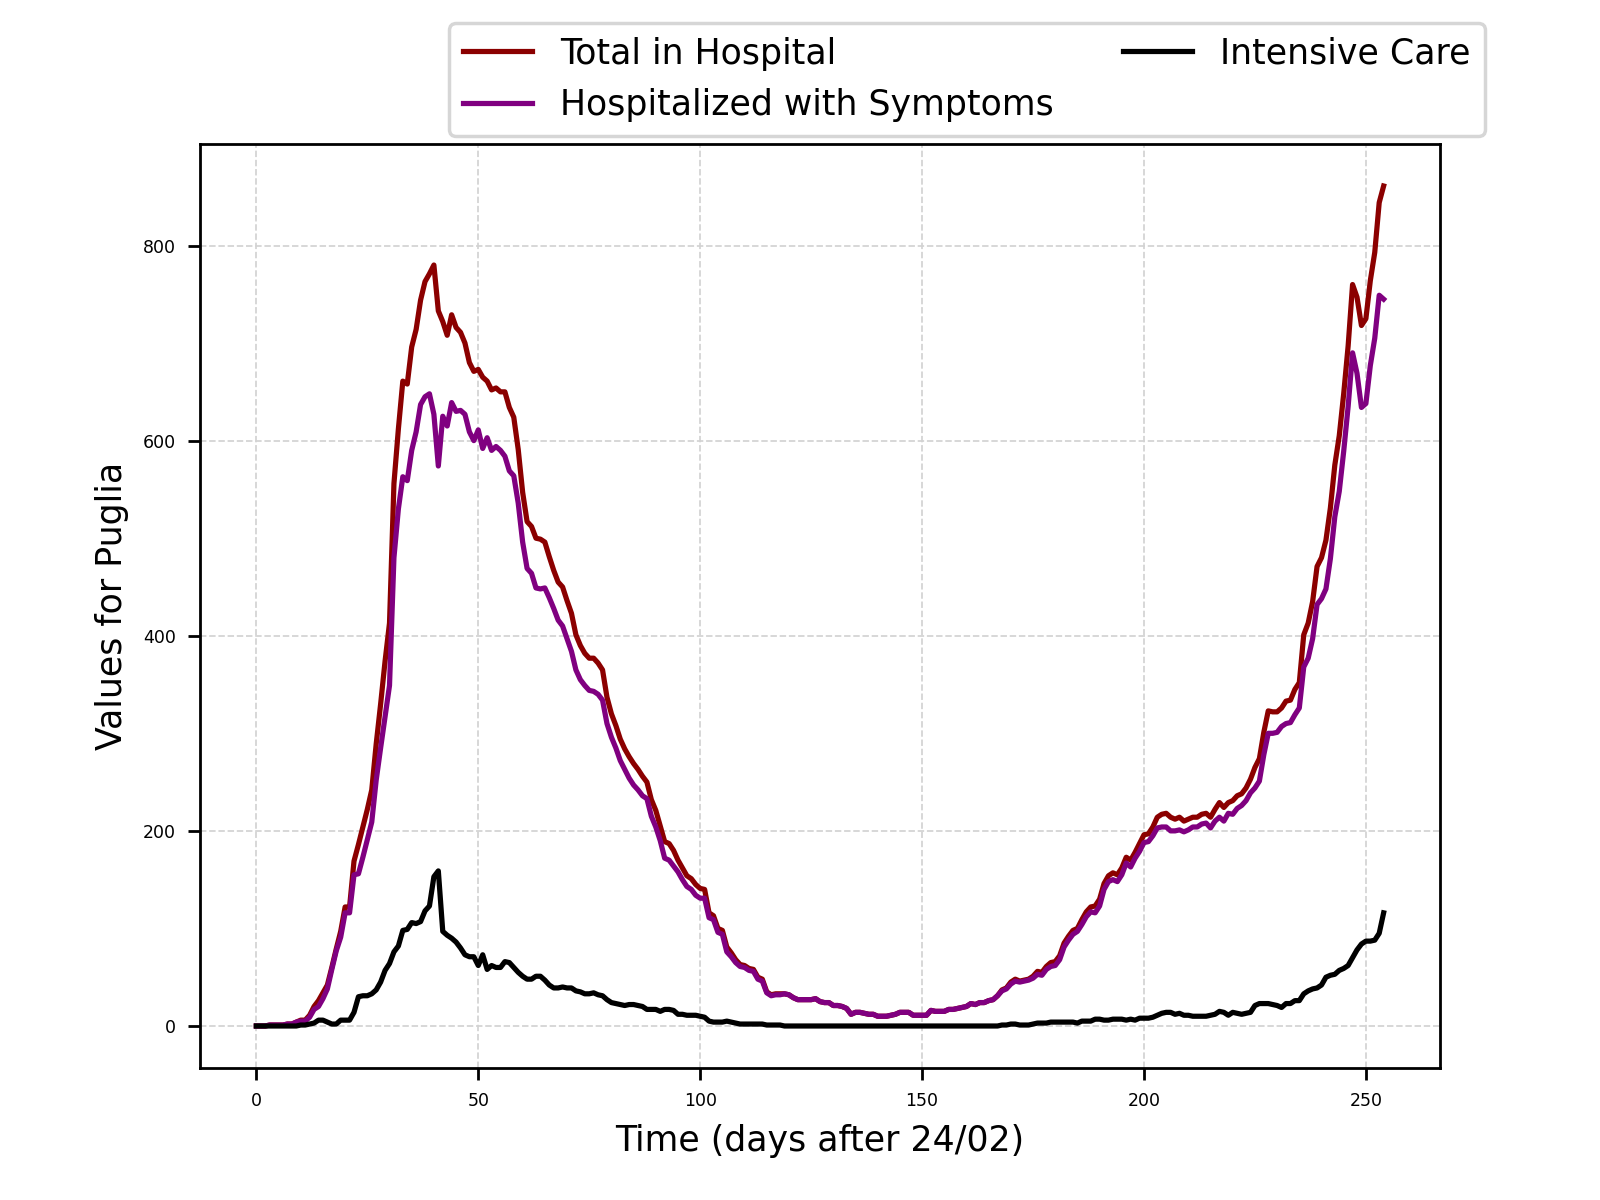 Total in Hospital
Hospitalized with Symptoms
Intensive Care
Values for Puglia
800
600
400
200
0
0 50 100 150 200 250
Time (days after 24/02)